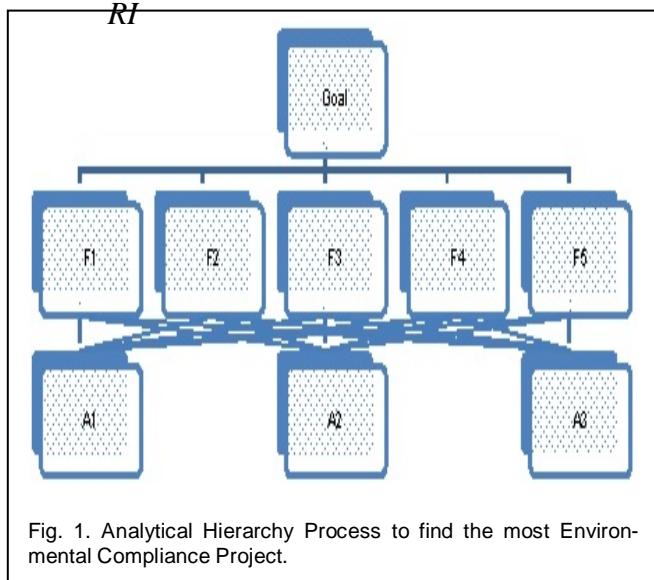 RI
Goal
F1 F2 F3 F4 F5
A1 A2 A3
Fig. 1. Analytical Hierarchy Process to find the most Environ-
mental Compliance Project.